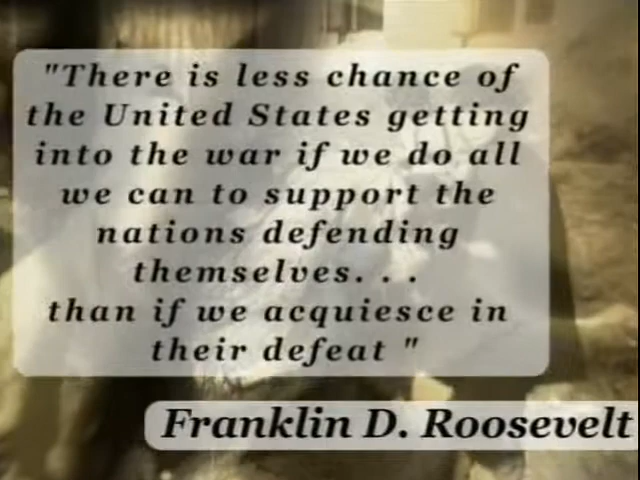 "There is less chance of
the United States getting
into the war if we do all
we can to support the
nations defending
themselves. . .
than if we acquiesce in
their defeat "
Franklin D. Roosevelt